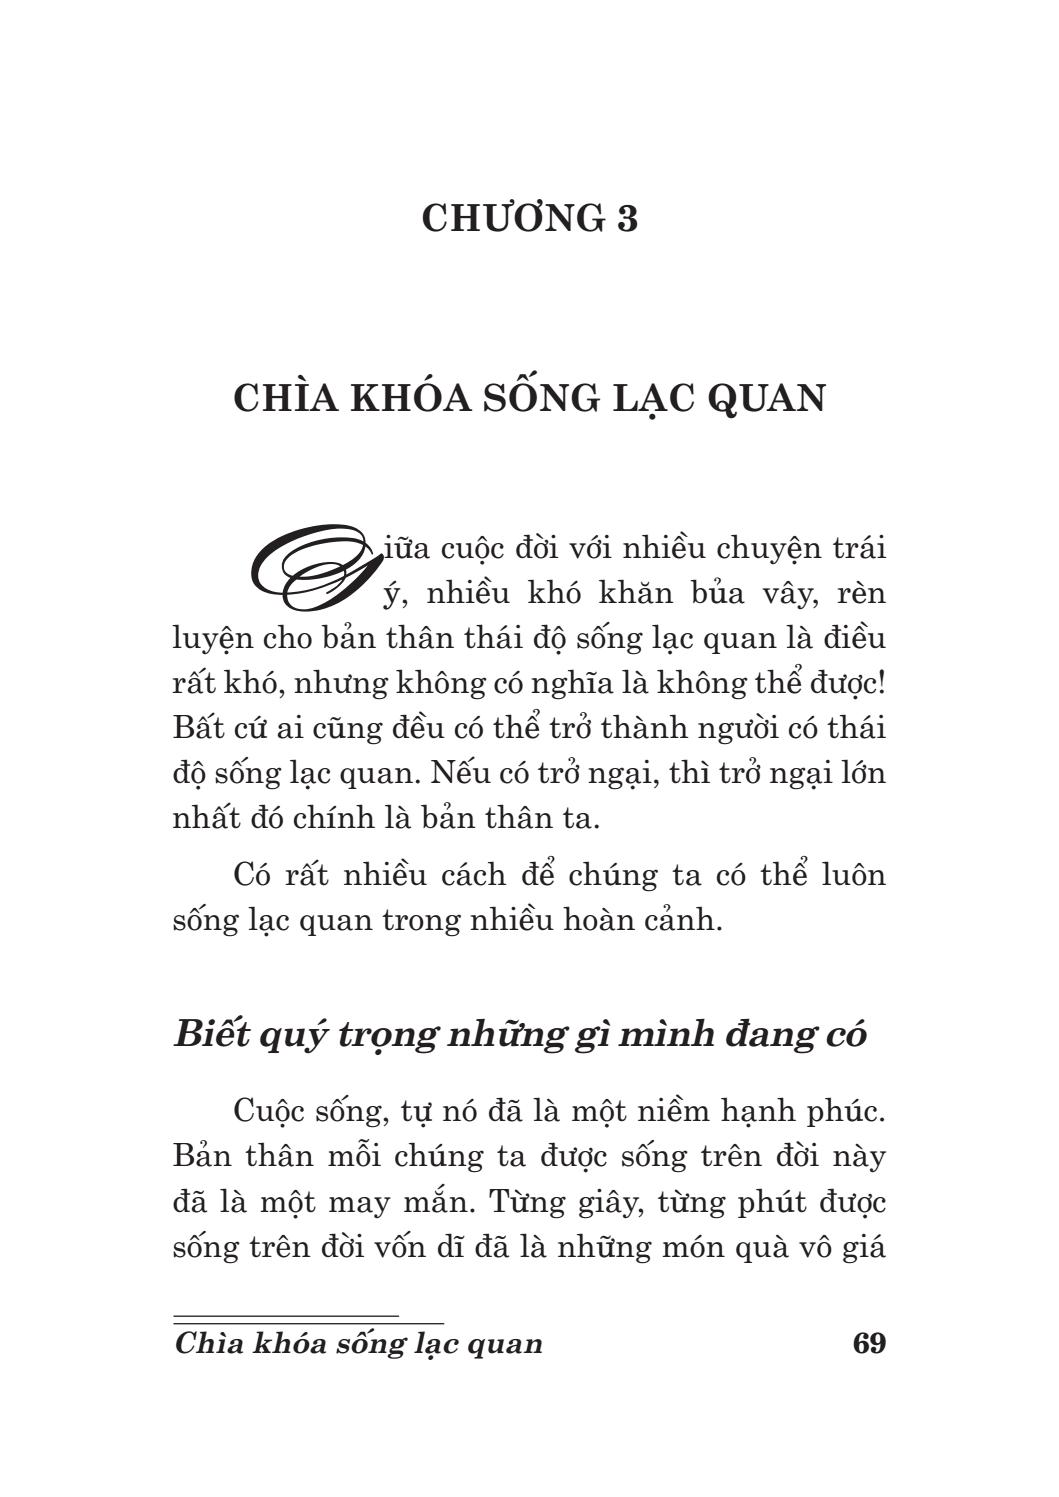 CHƯƠNG 3
CHÌA KHÓA SỐNG LẠC QUAN
Giữa cuộc đời với nhiều chuyện trái
ý, nhiều khó khăn bủa vây, rèn
luyện cho bản thân thái độ sống lạc quan là điều
rất khó, nhưng không có nghĩa là không thể được!
Bất cứ ai cũng đều có thể trở thành người có thái
độ sống lạc quan. Nếu có trở ngại, thì trở ngại lớn
nhất đó chính là bản thân ta.
Có rất nhiều cách để chúng ta có thể luôn
sống lạc quan trong nhiều hoàn cảnh.
Biết quý trọng những gì mình đang có
Cuộc sống, tự nó đã là một niềm hạnh phúc.
Bản thân mỗi chúng ta được sống trên đời này
đã là một may mắn. Từng giây, từng phút được
sống trên đời vốn dĩ đã là những món quà vô giá
Chìa khóa sống lạc quan 69